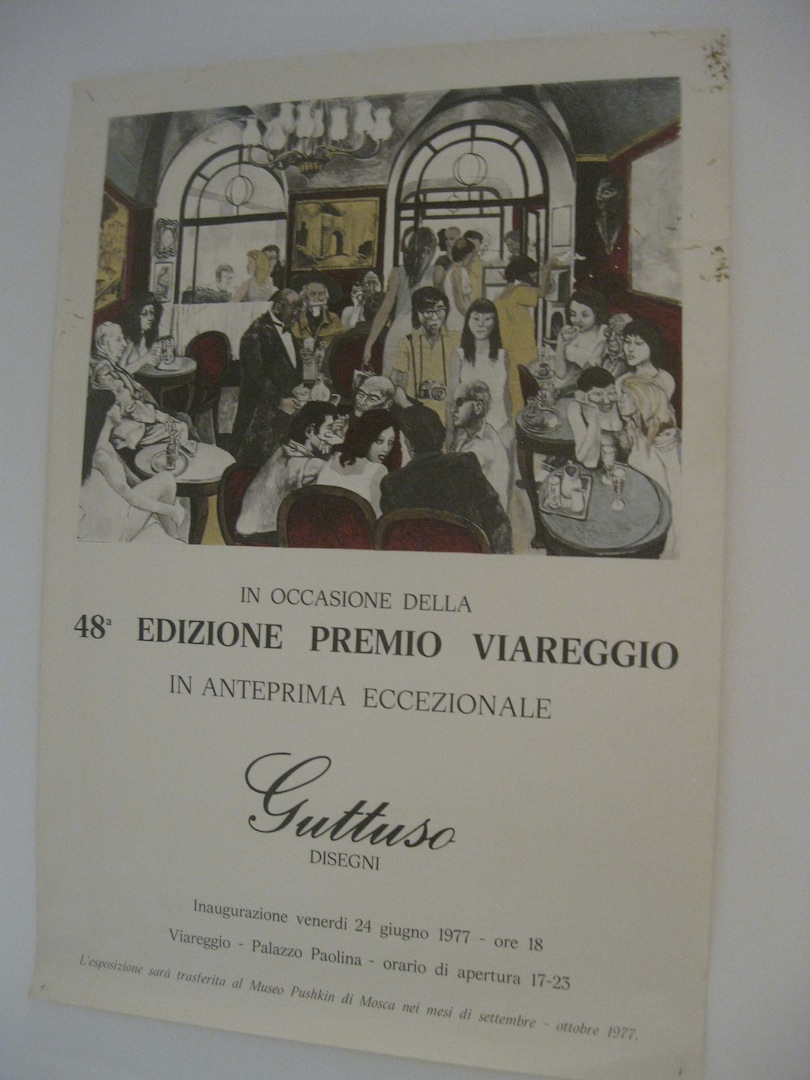 IN OCCASIONE DELLA
48ª EDIZIONE PREMIO VIAREGGIO
IN ANTEPRIMA ECCEZIONALE
Guttuso
DISEGNI
Inaugurazione venerdi 24 giugno 1977 - ore 18
Viareggio - Palazzo Paolina - orario di apertura 17-23
L'esposizione sarà trasferita al Museo Pushkin di Mosca nei mesi di settembre - ottobre 1977.